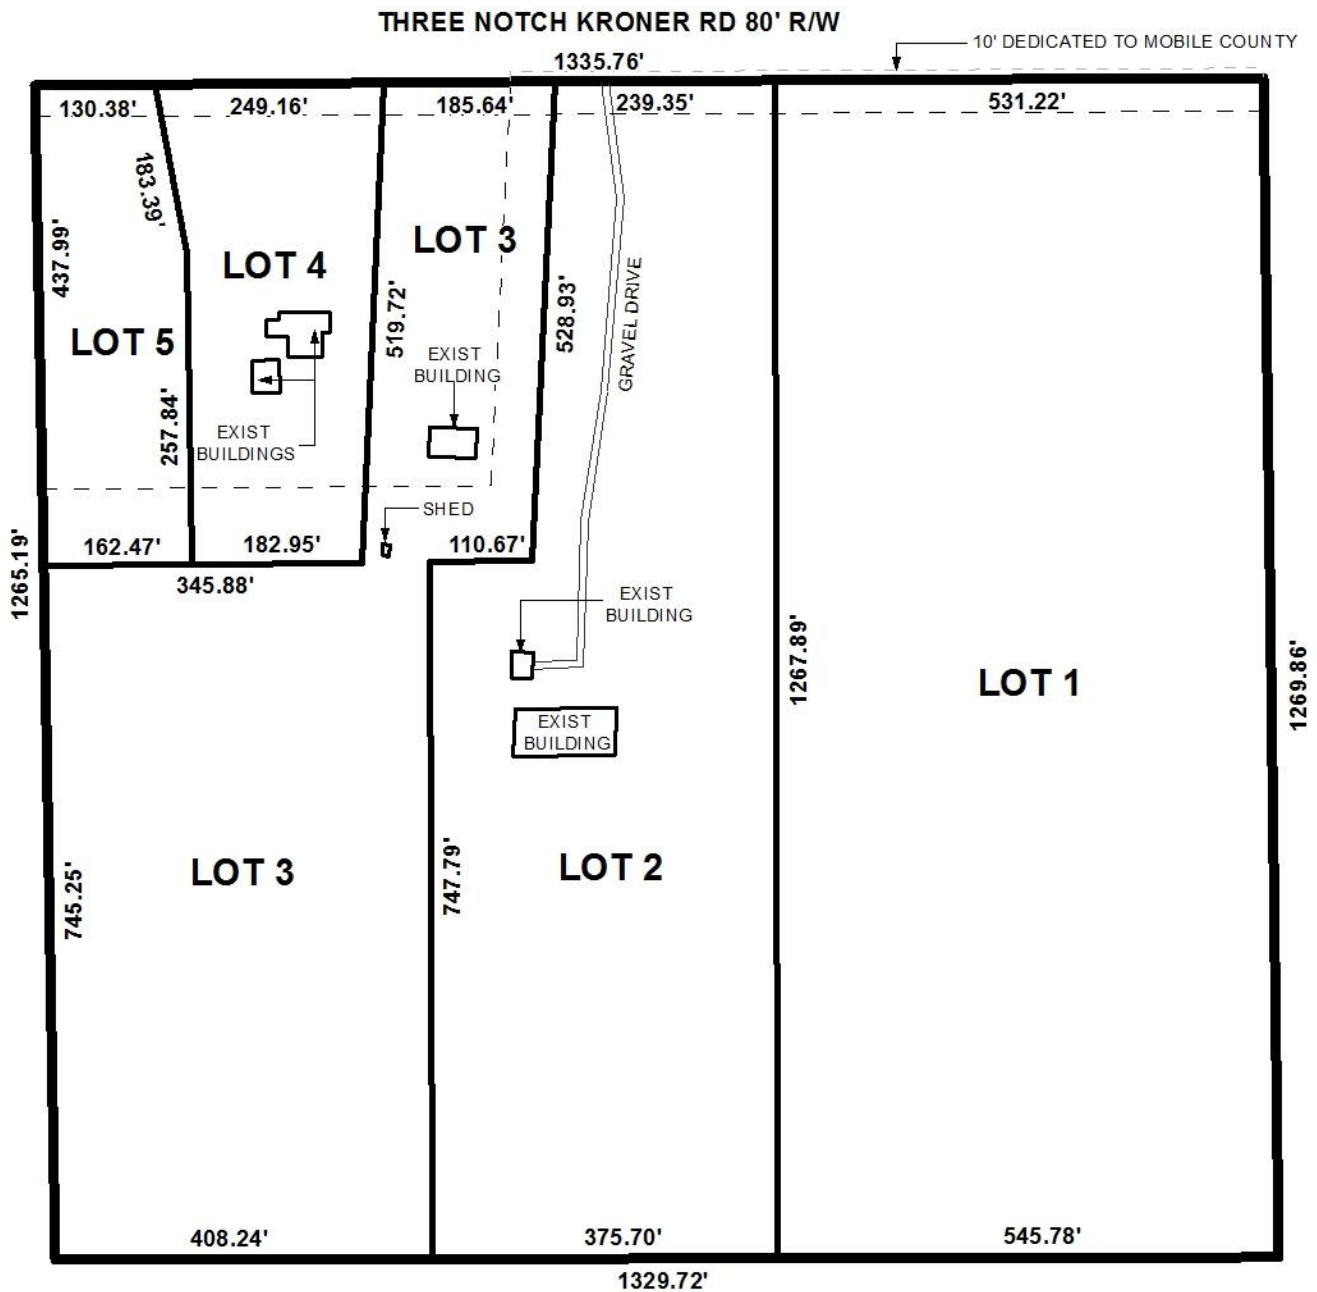 THREE NOTCH KRONER RD 80' R/W
10' DEDICATED TO MOBILE COUNTY
1335.76'
130.38'
249.16'
185.64'
239.35'
531.22'
183.39'
437.99'
LOT 4
LOT 3
519.72'
528.93'
GRAVEL DRIVE
LOT 5
EXIST
BUILDING
257.84'
EXIST
BUILDINGS
SHED
162.47'
182.95'
110.67'
1265.19'
345.88'
EXIST
BUILDING
1267.89'
LOT 1
1269.86'
EXIST
BUILDING
745.25'
LOT 3
747.79'
LOT 2
408.24'
375.70'
545.78'
1329.72'